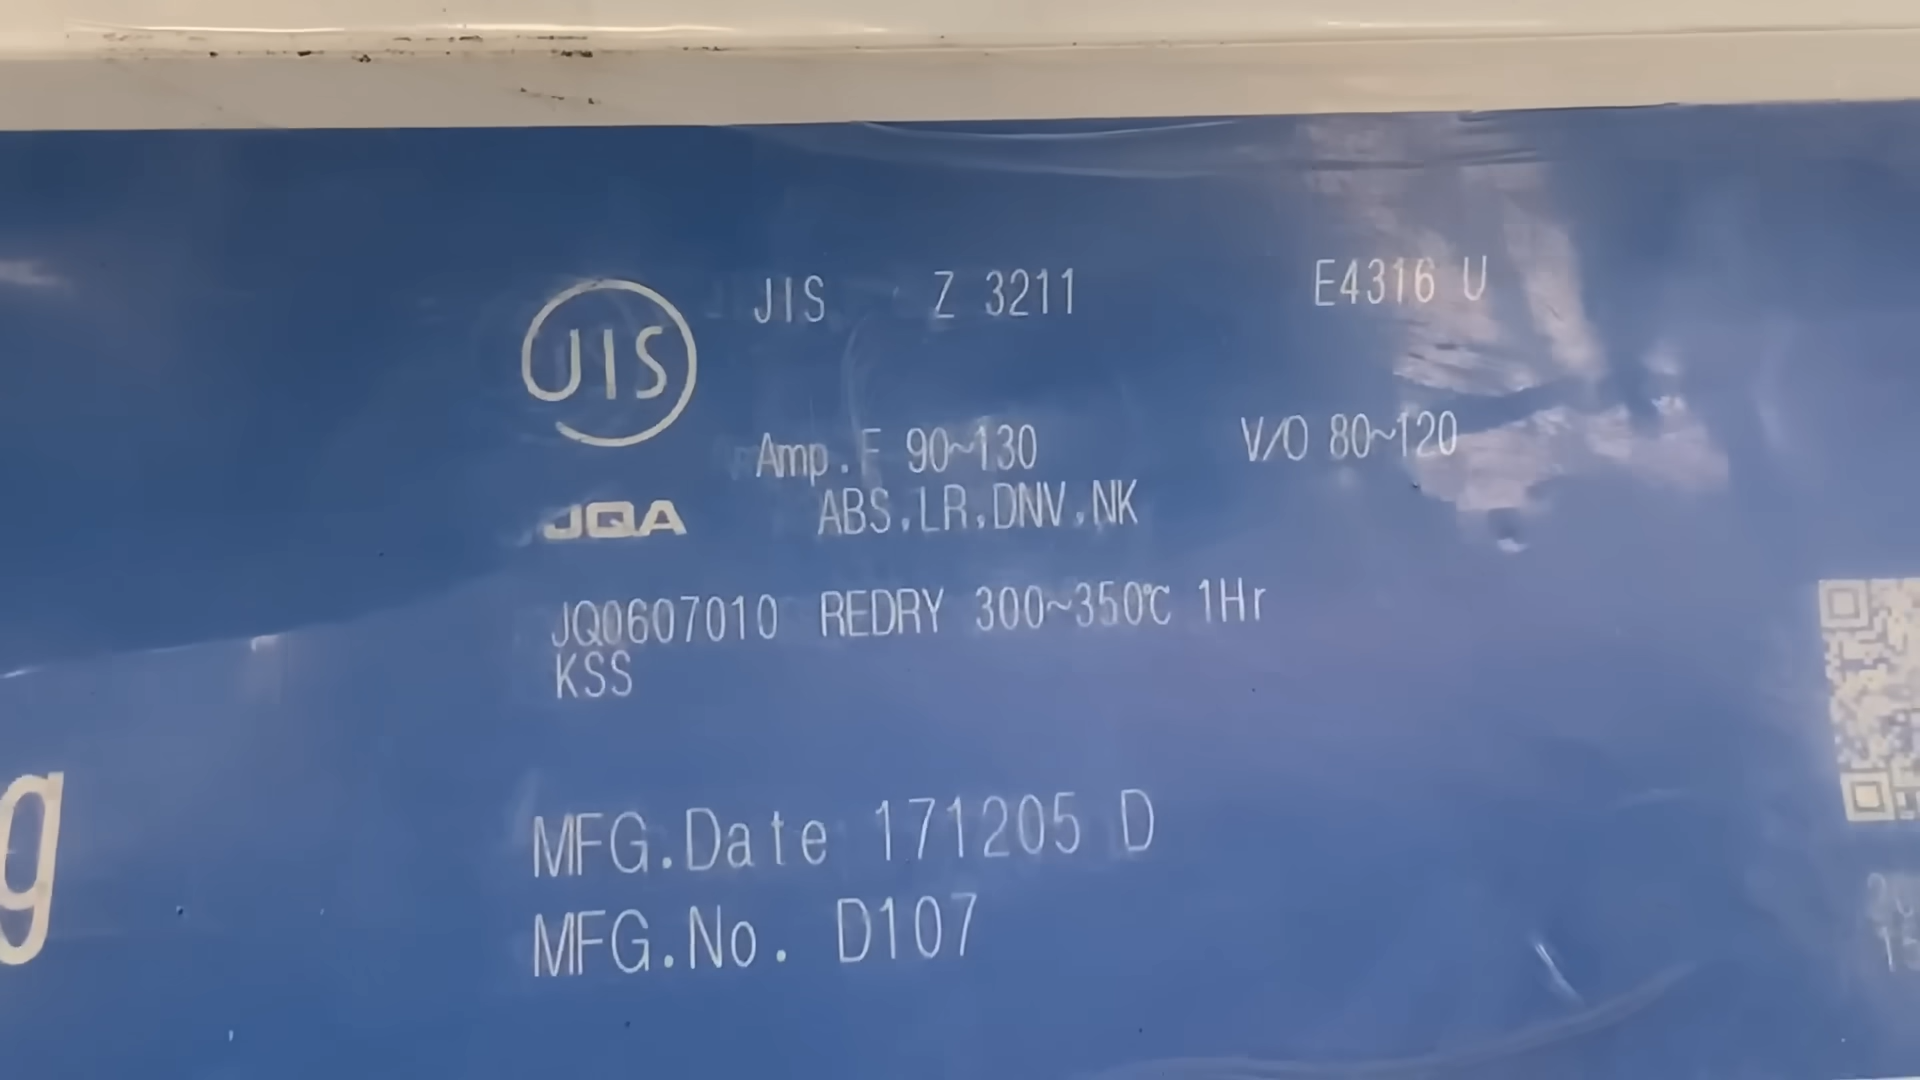 JIS Z 3211 E4316 U
JIS
Amp.F 90~130 V/O 80~120
JQA ABS.LR.DNV.NK
JQ0607010 REDRY 300~350℃ 1Hr
KSS
g
MFG.Date 171205 D
MFG.No. D107